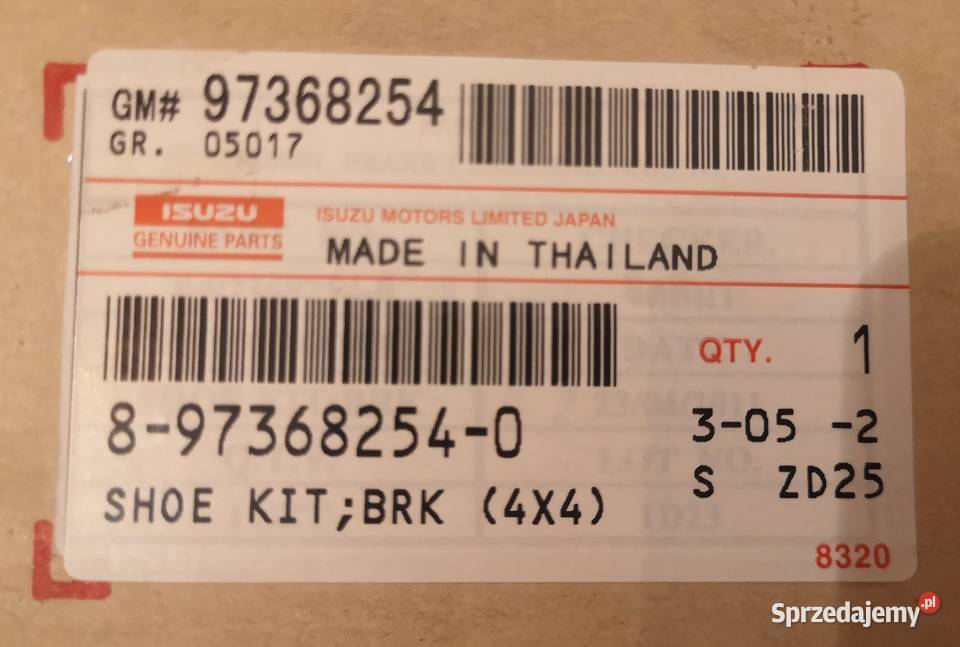 GM# 97368254
GR. 05017
ISUZU
GENUINE PARTS
ISUZU MOTORS LIMITED JAPAN
MADE IN THAILAND
QTY. 1
8-97368254-0
3-05 -2
SHOE KIT;BRK (4X4)
S ZD25
8320
Sprzedajemy.pl